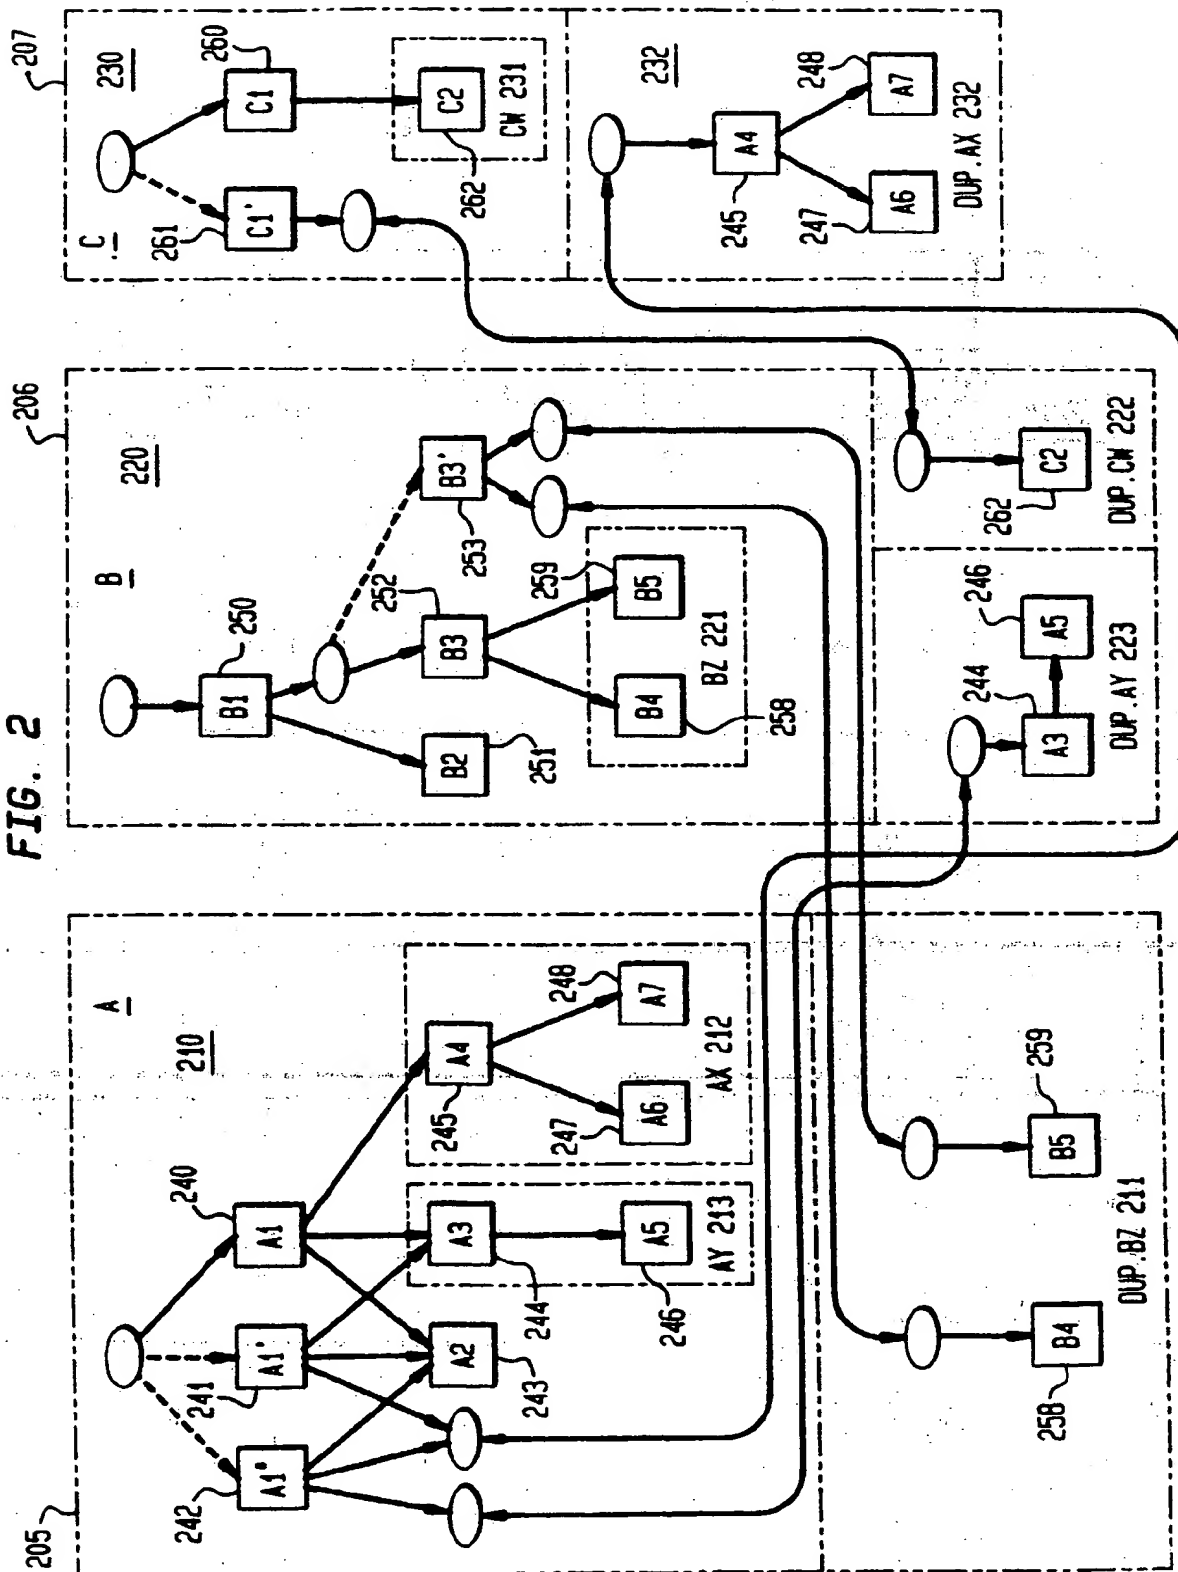 FIG. 2
205
A
210
240
A1
241
A1'
242
A1"
243
A2
244
A3
246
A5
AY 213
245
A4
247
A6
248
A7
AX 212
258
B4
259
B5
DUP.BZ 211
206
B
220
250
B1
251
B2
252
B3
253
B3'
258
B4
259
B5
BZ 221
244
A3
246
A5
DUP.AY 223
262
C2
DUP.CW 222
207
C
230
260
C1
261
C1'
262
C2
CW 231
232
245
A4
247
A6
248
A7
DUP.AX 232